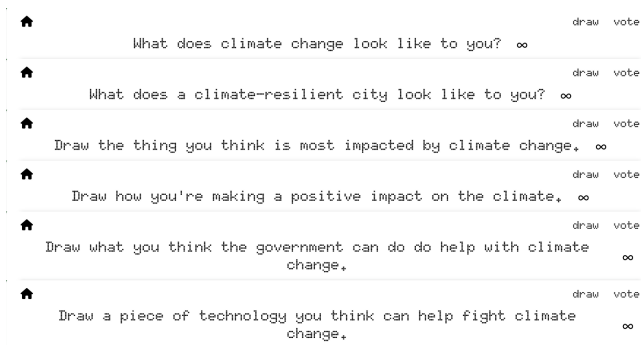 draw vote
What does climate change look like to you? ∞
draw vote
What does a climate-resilient city look like to you? ∞
draw vote
Draw the thing you think is most impacted by climate change. ∞
draw vote
Draw how you're making a positive impact on the climate. ∞
draw vote
Draw what you think the government can do do help with climate
change. ∞
draw vote
Draw a piece of technology you think can help fight climate
change. ∞